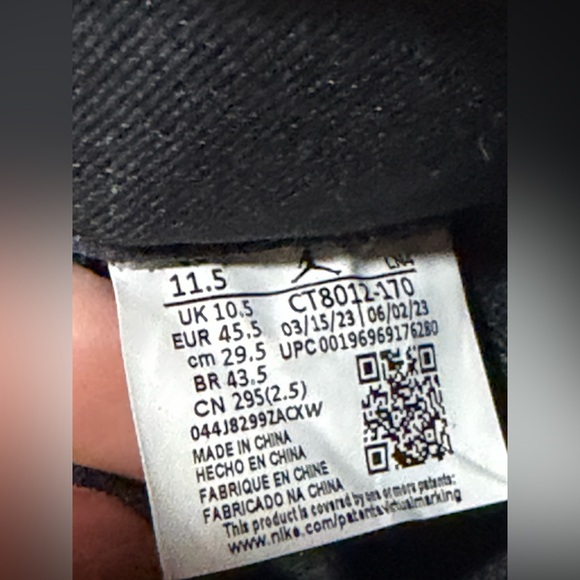 11.5 LN4
UK 10.5 CT8012-170
EUR 45.5 03/15/23 | 06/02/23
cm 29.5 UPC 00196969176280
BR 43.5
CN 295(2.5)
044J8299ZACXW
MADE IN CHINA
HECHO EN CHINA
FABRIQUE EN CHINE
FABRICADO NA CHINA
This product is covered by one or more patents:
www.nike.com/patentsvirtualmarking